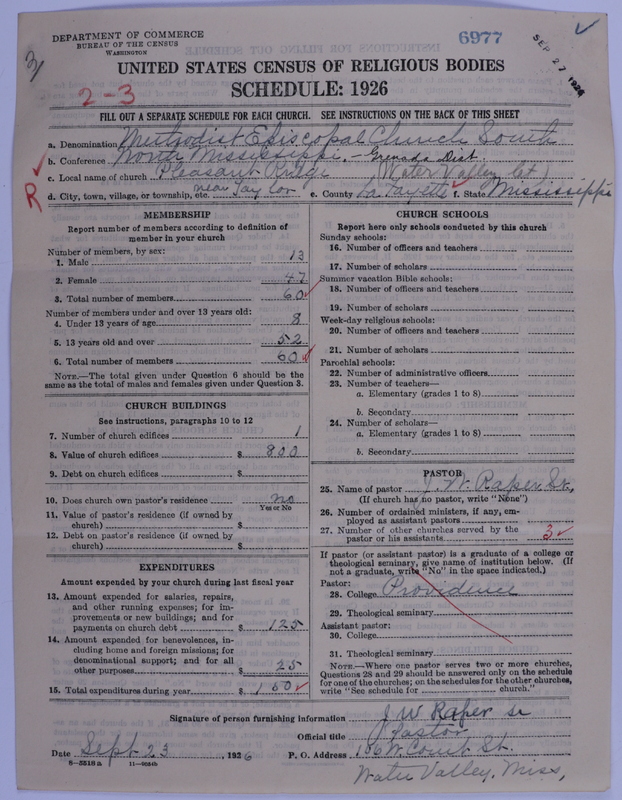 DEPARTMENT OF COMMERCE
BUREAU OF THE CENSUS
WASHINGTON
6977
SEP 27 1926
UNITED STATES CENSUS OF RELIGIOUS BODIES
SCHEDULE: 1926
2-3
FILL OUT A SEPARATE SCHEDULE FOR EACH CHURCH. SEE INSTRUCTIONS ON THE BACK OF THIS SHEET
a. Denomination Methodist Episcopal Church South
b. Conference North Mississippi. - Grenada Dist.
c. Local name of church Pleasant Ridge (Water Valley Ct)
R
d. City, town, village, or township, etc. near Taylor e. County La Fayette f. State Mississippi
MEMBERSHIP
Report number of members according to definition of
member in your church
Number of members, by sex:
1. Male 13
2. Female 47
3. Total number of members 60
Number of members under and over 13 years old:
4. Under 13 years of age 8
5. 13 years old and over 52
6. Total number of members 60
NOTE.—The total given under Question 6 should be
same as the total of males and females given under Question 3.
CHURCH BUILDINGS
See instructions, paragraphs 10 to 12
7. Number of church edifices 1
8. Value of church edifices $ 800
9. Debt on church edifices $
10. Does church own pastor's residence no
Yes or No
11. Value of pastor's residence (if owned by
church) $
12. Debt on pastor's residence (if owned by
church) $
EXPENDITURES
Amount expended by your church during last fiscal year
13. Amount expended for salaries, repairs,
and other running expenses; for im-
provements or new buildings; and for
payments on church debt $ 125
14. Amount expended for benevolences, in-
cluding home and foreign missions; for
denominational support; and for all
other purposes $ 25
15. Total expenditures during year $ 150
CHURCH SCHOOLS
Report here only schools conducted by this church
Sunday schools:
16. Number of officers and teachers
17. Number of scholars
Summer vacation Bible schools:
18. Number of officers and teachers
19. Number of scholars
Week-day religious schools:
20. Number of officers and teachers
21. Number of scholars
Parochial schools:
22. Number of administrative officers
23. Number of teachers—
a. Elementary (grades 1 to 8)
b. Secondary
24. Number of scholars—
a. Elementary (grades 1 to 8)
b. Secondary
PASTOR
25. Name of pastor J. W. Raper Sr.
(If church has no pastor, write "None")
26. Number of ordained ministers, if any, em-
ployed as assistant pastors
27. Number of other churches served by the
pastor or his assistants 3
If pastor (or assistant pastor) is a graduate of a college or
theological seminary, give name of institution below. (If
not a graduate, write "No" in the space indicated.)
Pastor:
28. College Providence
29. Theological seminary
Assistant pastor:
30. College
31. Theological seminary
NOTE.—Where one pastor serves two or more churches,
Questions 28 and 29 should be answered only on the schedule
for one of the churches; on the schedules for the other churches,
write "See schedule for church."
Signature of person furnishing information J W Raper Sr
Official title Pastor
Date Sept 23, 1926 P. O. Address 106 W. Court St.
8-5518a 11-9054b
Water Valley, Miss,